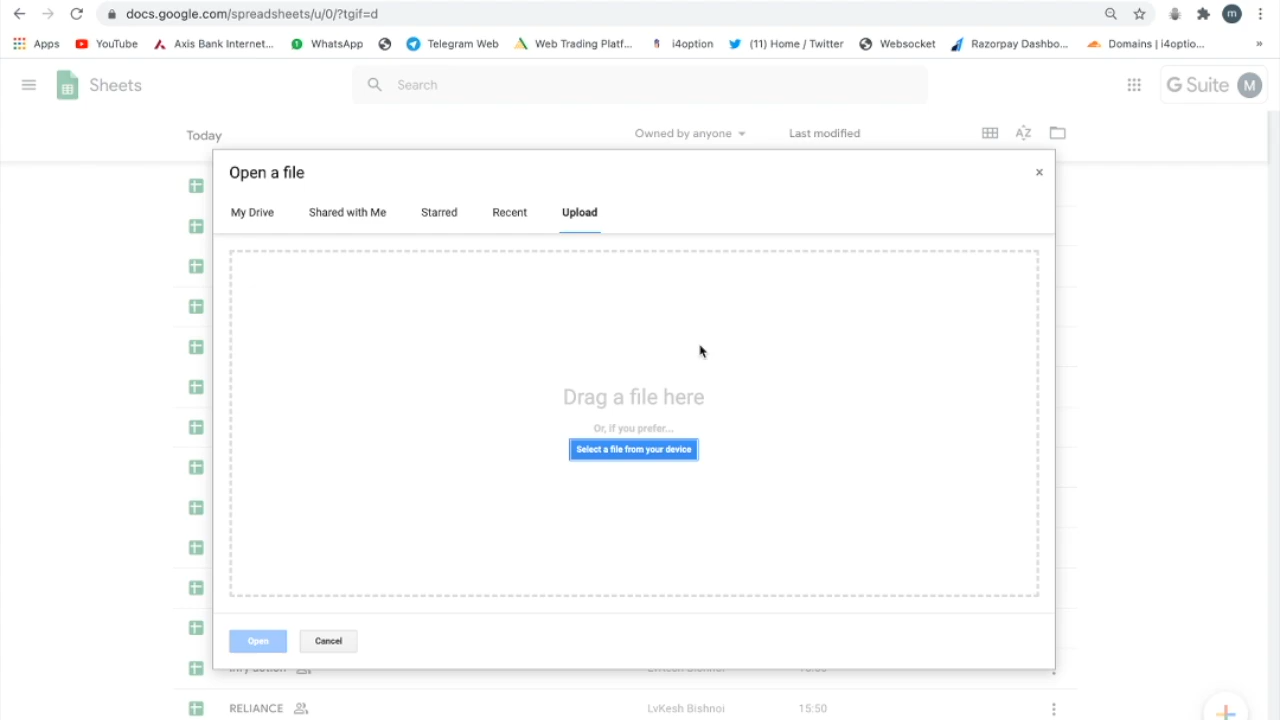 docs.google.com/spreadsheets/u/0/?tgif=d
m
Apps YouTube Axis Bank Internet... WhatsApp Telegram Web Web Trading Platf... i4option (11) Home / Twitter Websocket Razorpay Dashbo... Domains | i4optio... »
Sheets Search G Suite M
Today Owned by anyone Last modified
Open a file ×
My Drive Shared with Me Starred Recent Upload
Drag a file here
Or, if you prefer...
Select a file from your device
Open Cancel
LvKesh Bishnoi
RELIANCE LvKesh Bishnoi 15:50